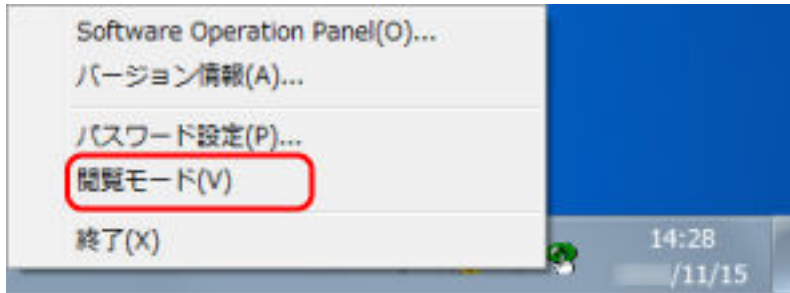 Software Operation Panel(O)...
バージョン情報(A)...
パスワード設定(P)...
閲覧モード(V)
終了(X)
14:28
/11/15